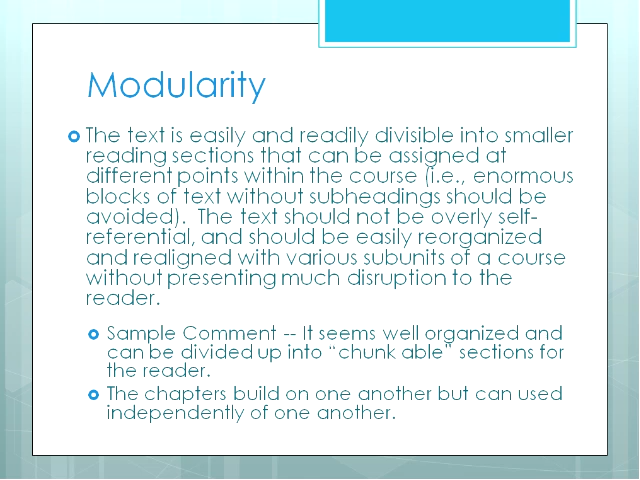 Modularity
The text is easily and readily divisible into smaller
reading sections that can be assigned at
different points within the course (i.e., enormous
blocks of text without subheadings should be
avoided).  The text should not be overly self-
referential, and should be easily reorganized
and realigned with various subunits of a course
without presenting much disruption to the
reader.
Sample Comment -- It seems well organized and
can be divided up into “chunk able” sections for
the reader.
The chapters build on one another but can used
independently of one another.